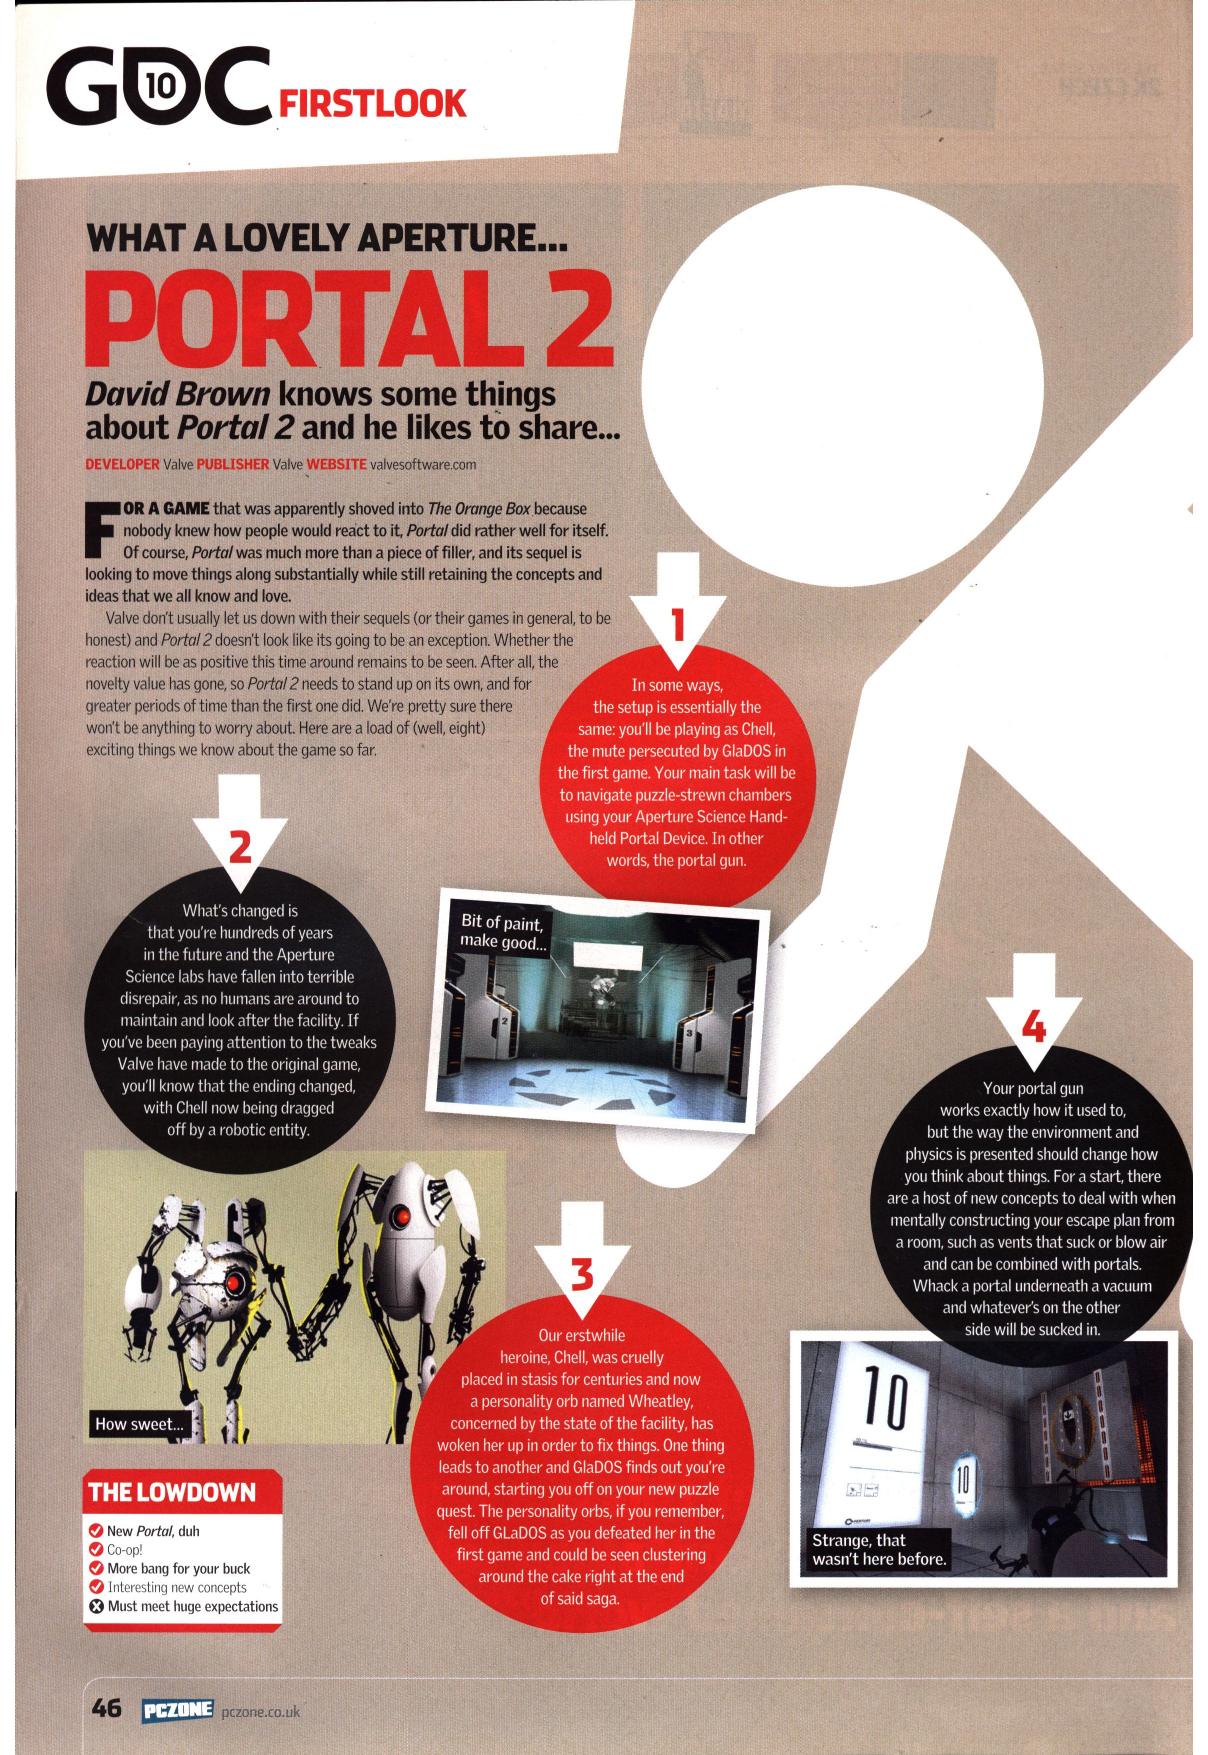 GDC
10
FIRSTLOOK
WHAT A LOVELY APERTURE...
PORTAL 2
David Brown knows some things
about Portal 2 and he likes to share...
DEVELOPER Valve PUBLISHER Valve WEBSITE valvesoftware.com
FOR A GAME that was apparently shoved into The Orange Box because
nobody knew how people would react to it, Portal did rather well for itself.
Of course, Portal was much more than a piece of filler, and its sequel is
looking to move things along substantially while still retaining the concepts and
ideas that we all know and love.
Valve don't usually let us down with their sequels (or their games in general, to be
honest) and Portal 2 doesn't look like its going to be an exception. Whether the
reaction will be as positive this time around remains to be seen. After all, the
novelty value has gone, so Portal 2 needs to stand up on its own, and for
greater periods of time than the first one did. We're pretty sure there
won't be anything to worry about. Here are a load of (well, eight)
exciting things we know about the game so far.
1
In some ways,
the setup is essentially the
same: you'll be playing as Chell,
the mute persecuted by GlaDOS in
the first game. Your main task will be
to navigate puzzle-strewn chambers
using your Aperture Science Hand-
held Portal Device. In other
words, the portal gun.
2
What's changed is
that you're hundreds of years
in the future and the Aperture
Science labs have fallen into terrible
disrepair, as no humans are around to
maintain and look after the facility. If
you've been paying attention to the tweaks
Valve have made to the original game,
you'll know that the ending changed,
with Chell now being dragged
off by a robotic entity.
Bit of paint,
make good...
2
3
How sweet...
3
Our erstwhile
heroine, Chell, was cruelly
placed in stasis for centuries and now
a personality orb named Wheatley,
concerned by the state of the facility, has
woken her up in order to fix things. One thing
leads to another and GlaDOS finds out you're
around, starting you off on your new puzzle
quest. The personality orbs, if you remember,
fell off GLaDOS as you defeated her in the
first game and could be seen clustering
around the cake right at the end
of said saga.
4
Your portal gun
works exactly how it used to,
but the way the environment and
physics is presented should change how
you think about things. For a start, there
are a host of new concepts to deal with when
mentally constructing your escape plan from
a room, such as vents that suck or blow air
and can be combined with portals.
Whack a portal underneath a vacuum
and whatever's on the other
side will be sucked in.
10
10
Strange, that
wasn't here before.
THE LOWDOWN
New Portal, duh
Co-op!
More bang for your buck
Interesting new concepts
Must meet huge expectations
46
PCZONE
pczone.co.uk